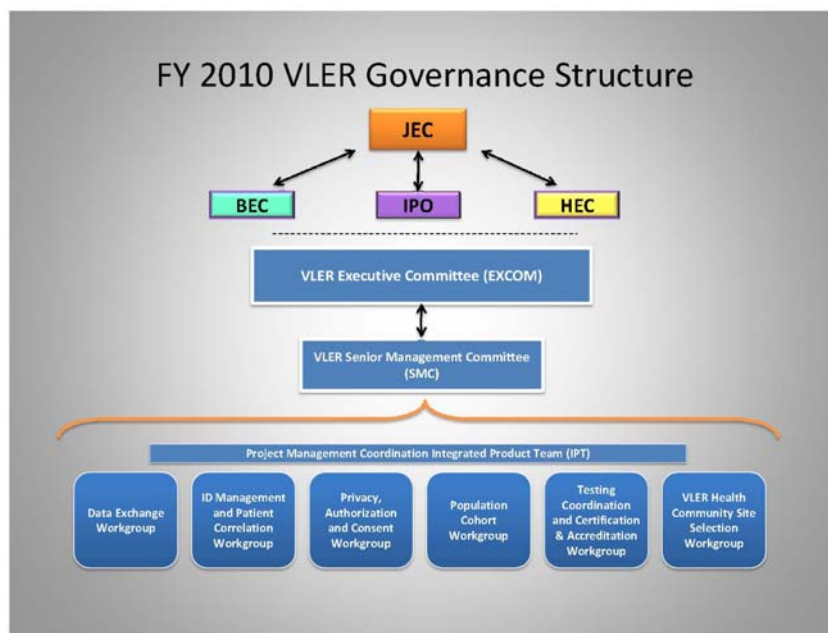 FY 2010 VLER Governance Structure
JEC
BEC
IPO
HEC
VLER Executive Committee (EXCOM)
VLER Senior Management Committee
(SMC)
Project Management Coordination Integrated Product Team (IPT)
Data Exchange
Workgroup
ID Management
and Patient
Correlation
Workgroup
Privacy,
Authorization
and Consent
Workgroup
Population
Cohort
Workgroup
Testing
Coordination
and Certification
& Accreditation
Workgroup
VLER Health
Community Site
Selection
Workgroup